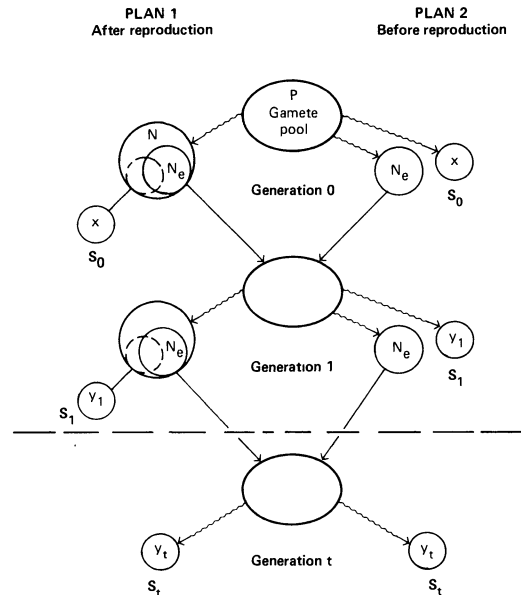 PLAN 1
After reproduction
PLAN 2
Before reproduction
P
Gamete
pool
N
Ne
x
S0
Generation 0
Ne
x
S0
Ne
y1
S1
Generation 1
Ne
y1
S1
yt
St
Generation t
yt
St